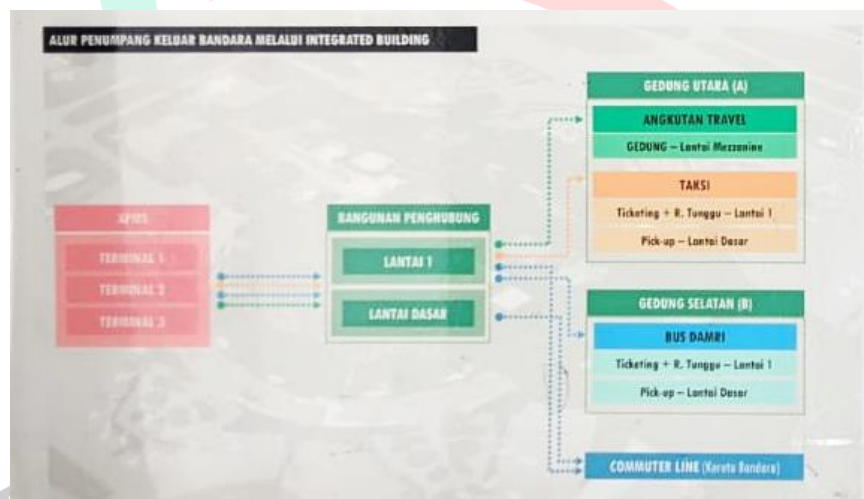 ALUR PENUMPANG KELUAR BANDARA MELALUI INTEGRATED BUILDING
APMS
TERMINAL 1
TERMINAL 2
TERMINAL 3
BANGUNAN PENGHUBUNG
LANTAI 1
LANTAI DASAR
GEDUNG UTARA (A)
ANGKUTAN TRAVEL
GEDUNG – Lantai Mezzanine
TAKSI
Ticketing + R. Tunggu – Lantai 1
Pick-up – Lantai Dasar
GEDUNG SELATAN (B)
BUS DAMRI
Ticketing + R. Tunggu – Lantai 1
Pick-up – Lantai Dasar
COMMUTER LINE (Kereta Bandara)